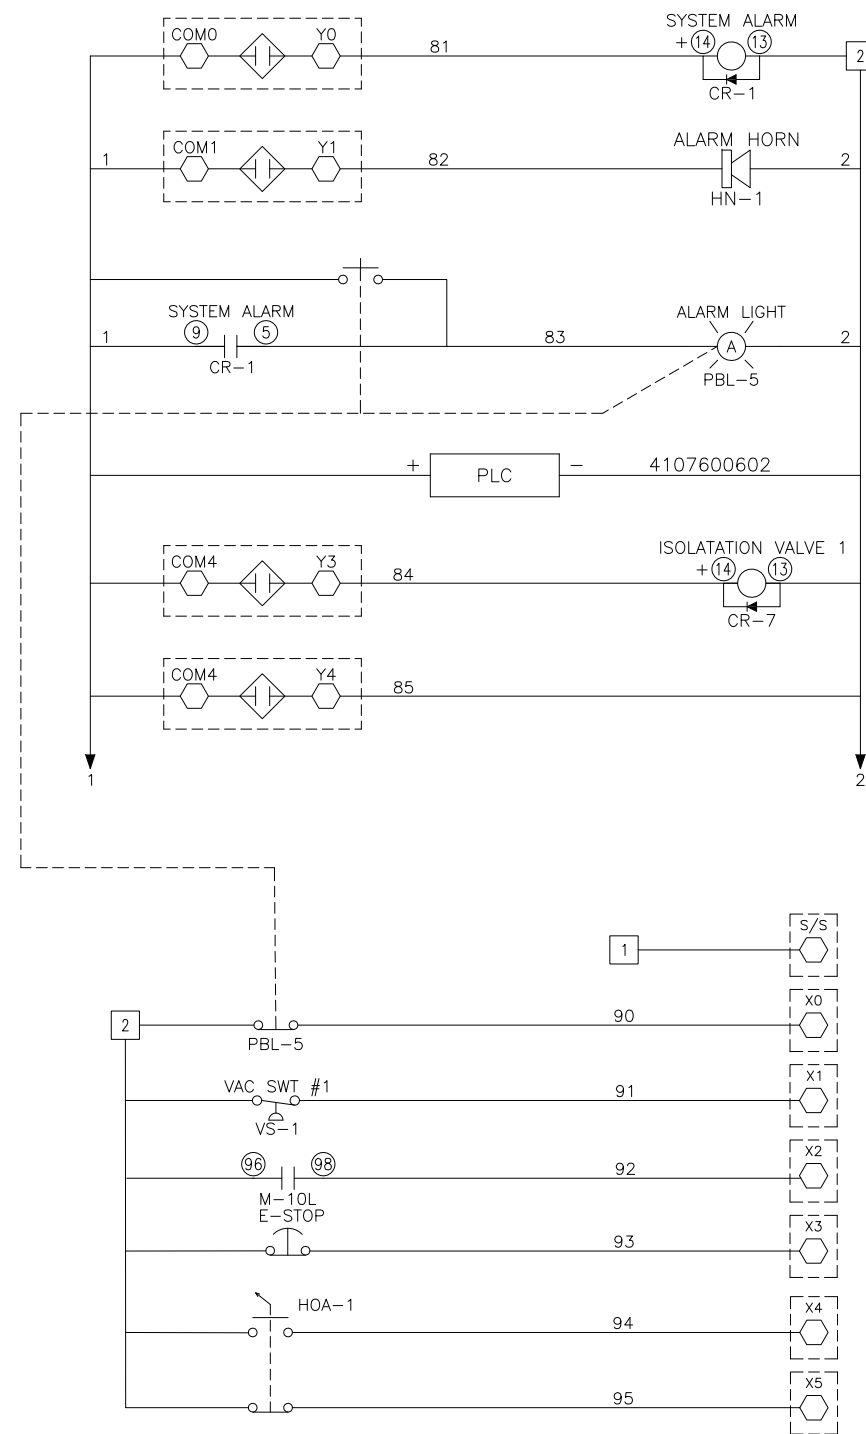 SYSTEM ALARM
COM0 Y0 81 + 14 13 2
CR-1
ALARM HORN
1 COM1 Y1 82 2
HN-1
SYSTEM ALARM ALARM LIGHT
1 9 5 83 A 2
CR-1 PBL-5
+ PLC - 4107600602
ISOLATATION VALVE 1
COM4 Y3 84 + 14 13
CR-7
COM4 Y4 85
1 2
S/S
1
X0
2 90
PBL-5
X1
VAC SWT #1 91
VS-1
X2
96 98 92
M-10L
E-STOP
X3
93
HOA-1
X4
94
X5
95